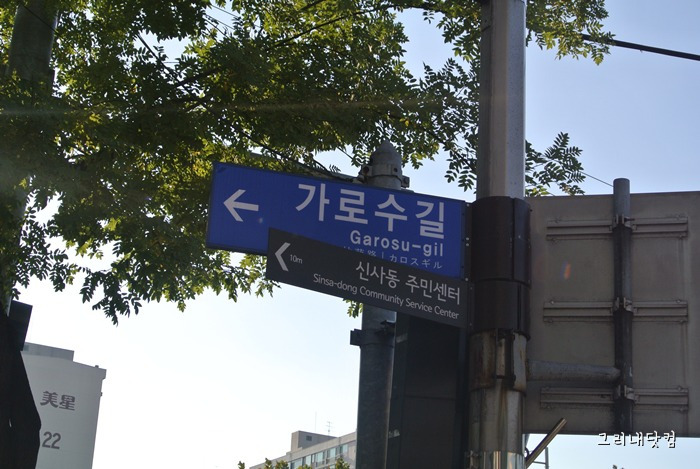 가로수길
Garosu-gil
カロスギル
10m
신사동 주민센터
Sinsa-dong Community Service Center
美星
22
그리내닷컴